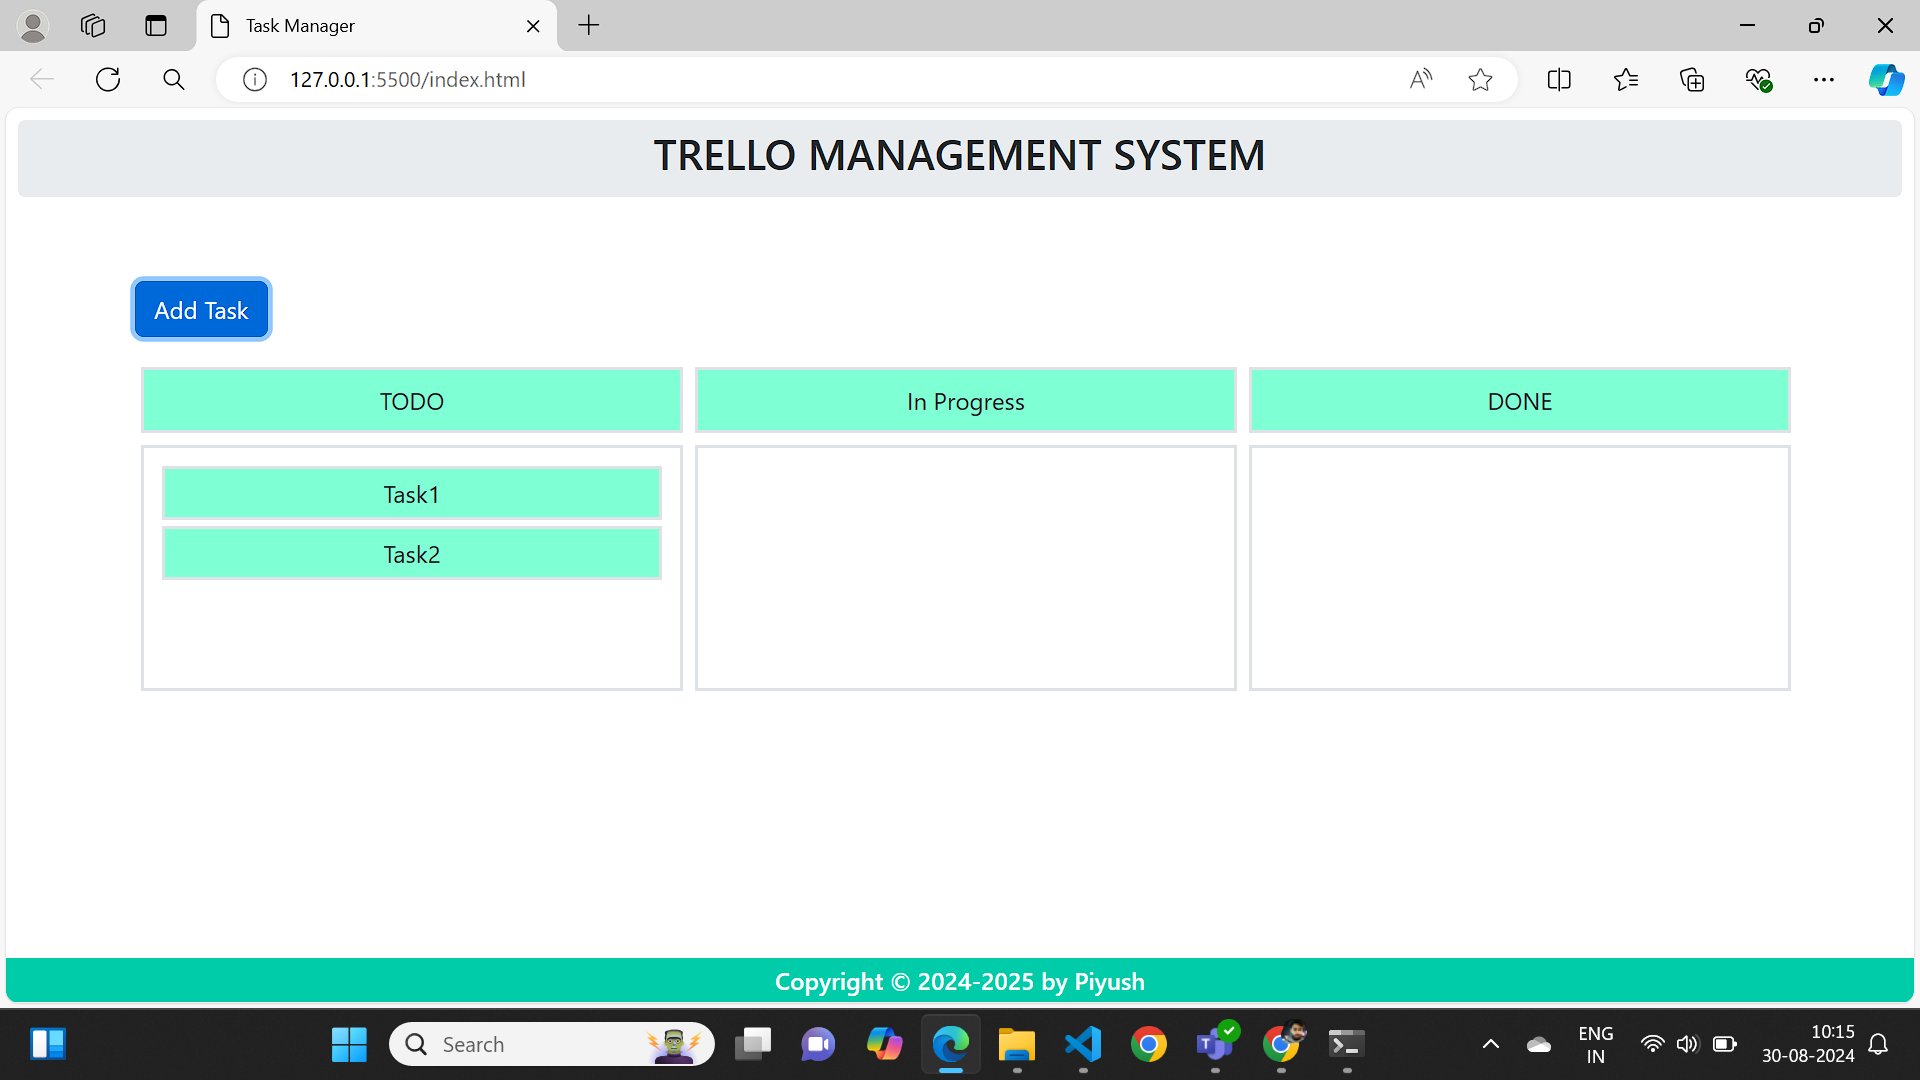 Task Manager
127.0.0.1:5500/index.html
TRELLO MANAGEMENT SYSTEM
Add Task
TODO
In Progress
DONE
Task1
Task2
Copyright © 2024-2025 by Piyush
Search
ENG
IN
10:15
30-08-2024